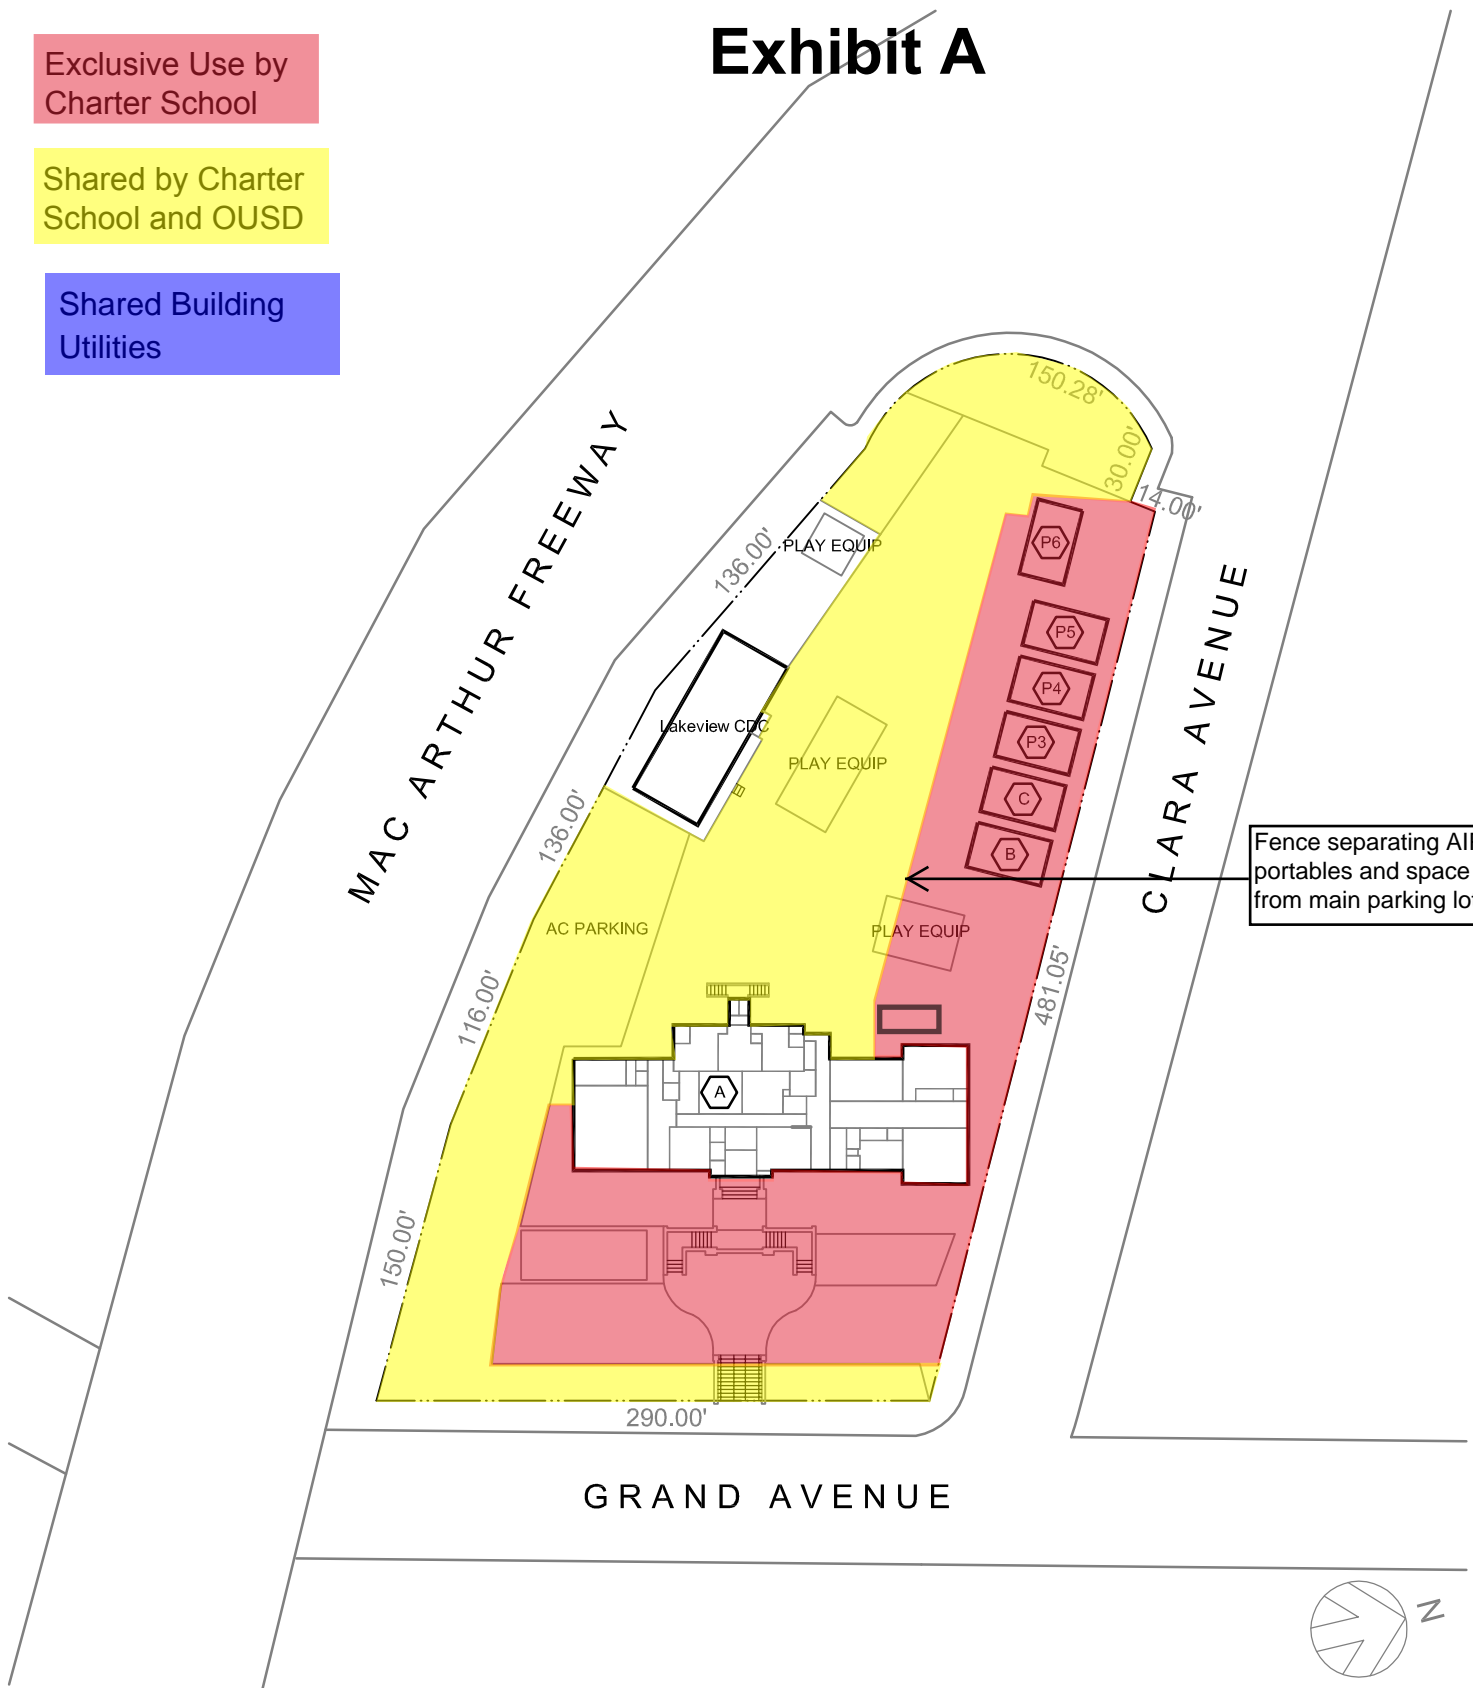 Exhibit A
Exclusive Use by
Charter School
Shared by Charter
School and OUSD
Shared Building
Utilities
150.28'
30.00'
14.00'
P6
136.00'
PLAY EQUIP
MAC ARTHUR FREEWAY
P5
P4
CLARA AVENUE
Lakeview CDC
P3
PLAY EQUIP
C
136.00'
B
Fence separating
portables and space
from main parking
AC PARKING
PLAY EQUIP
481.05'
116.00'
A
150.00'
290.00'
GRAND AVENUE
N